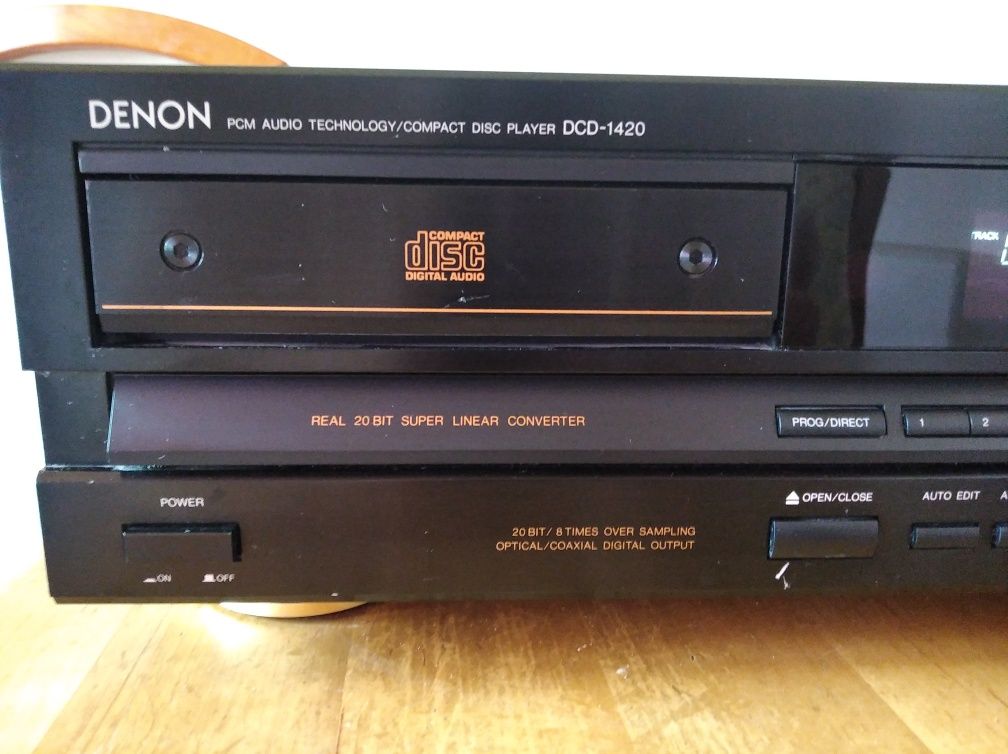 DENON PCM AUDIO TECHNOLOGY/COMPACT DISC PLAYER DCD-1420
COMPACT
disc
DIGITAL AUDIO
TRACK
REAL 20 BIT SUPER LINEAR CONVERTER
PROG/DIRECT 1 2
POWER
ON OFF
20 BIT/ 8 TIMES OVER SAMPLING
OPTICAL/COAXIAL DIGITAL OUTPUT
OPEN/CLOSE AUTO EDIT